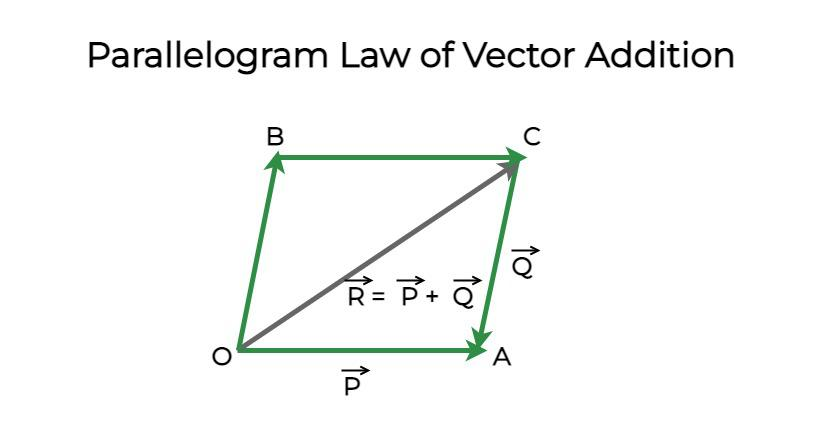 Parallelogram Law of Vector Addition
B
C
Q⃗
R⃗ = P⃗ + Q⃗
O
A
P⃗